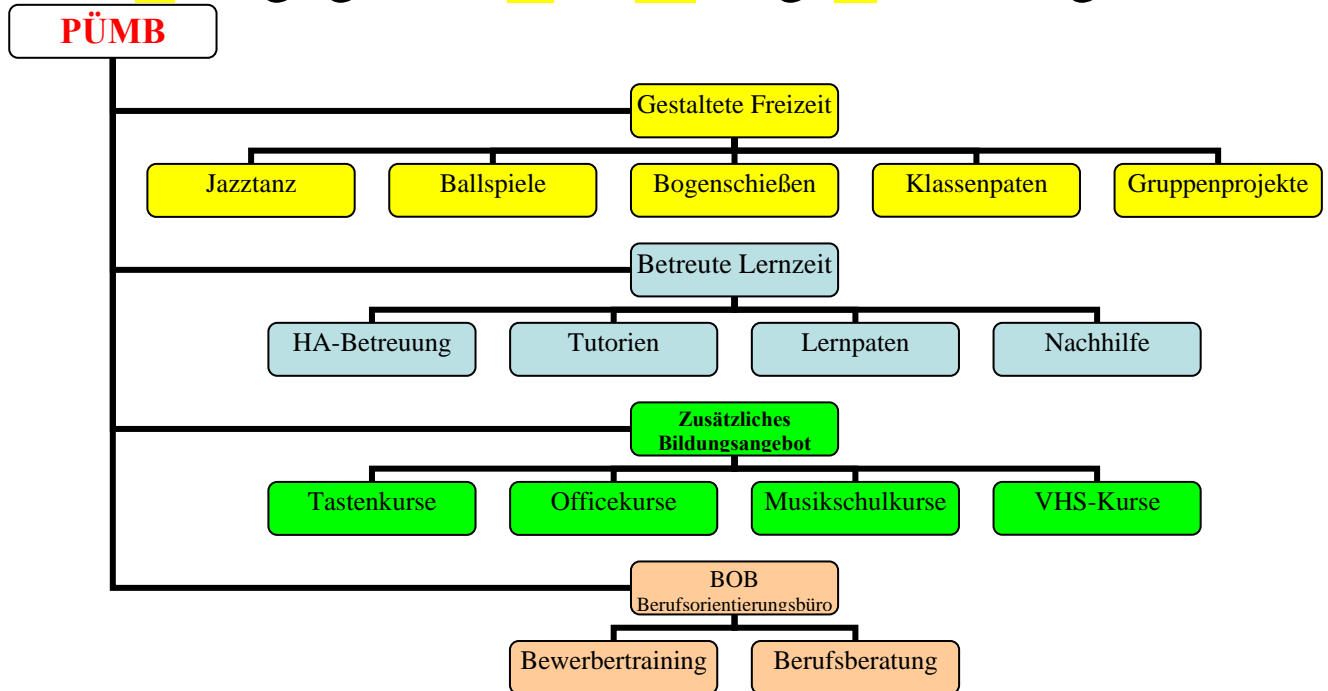 PÜMB
Gestaltete Freizeit
Jazztanz
Ballspiele
Bogenschießen
Klassenpaten
Gruppenprojekte
Betreute Lernzeit
HA-Betreuung
Tutorien
Lernpaten
Nachhilfe
Zusätzliches
Bildungsangebot
Tastenkurse
Officekurse
Musikschulkurse
VHS-Kurse
BOB
Berufsorientierungsbüro
Bewerbertraining
Berufsberatung